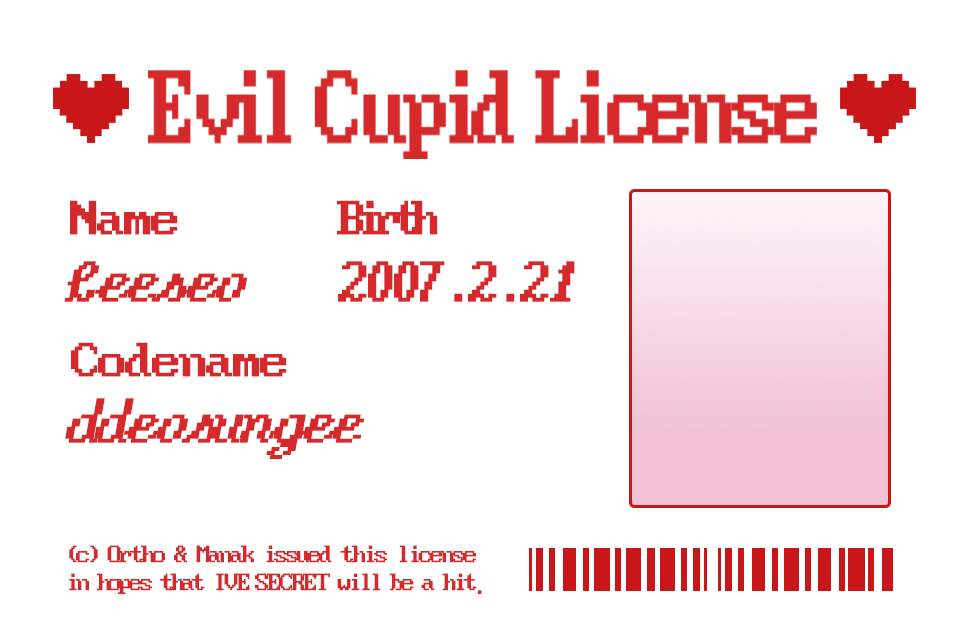 Evil Cupid License
Name
Birth
Leeseo
2007.2.21
Codename
ddeosungee
(c) Ortho & Manak issued this license
in hopes that IVE SECRET will be a hit.